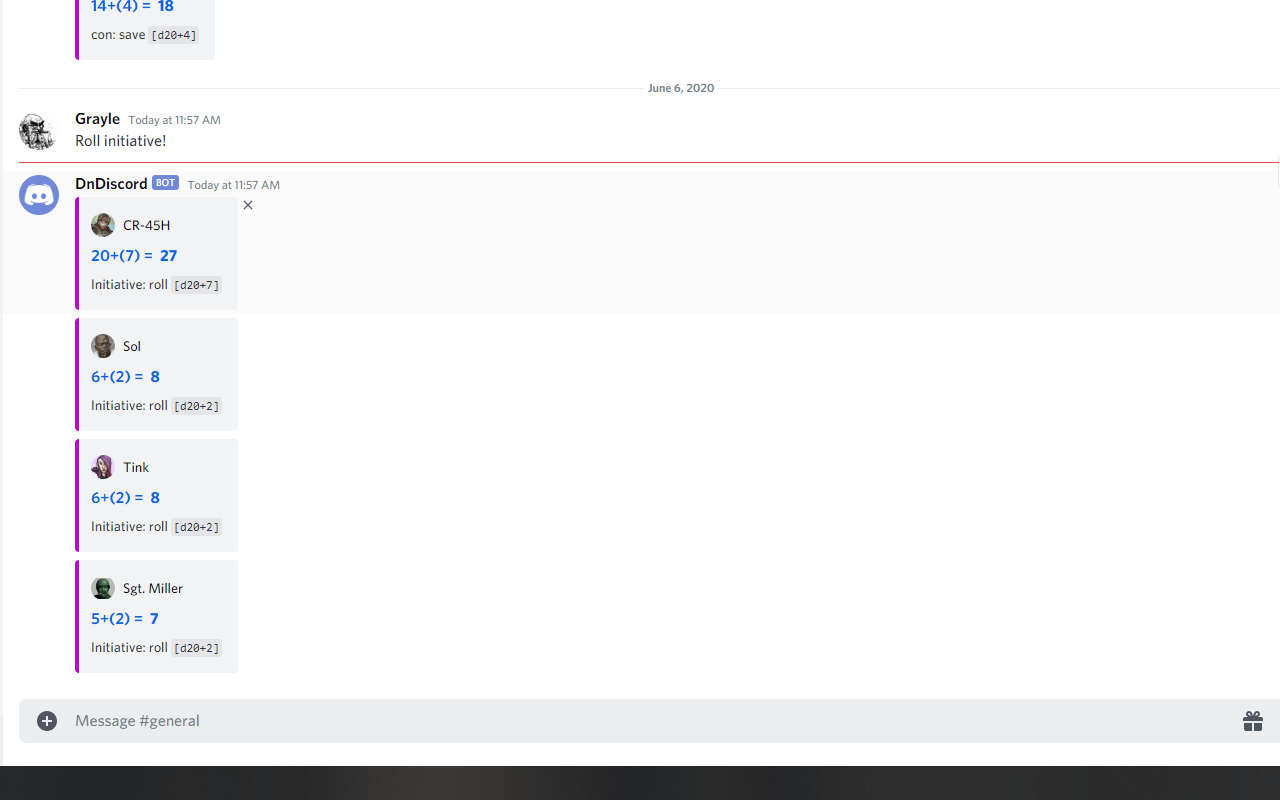 14+(4) = 18
con: save [d20+4]
June 6, 2020
Grayle Today at 11:57 AM
Roll initiative!
DnDiscord BOT Today at 11:57 AM
CR-45H
20+(7) = 27
Initiative: roll [d20+7]
Sol
6+(2) = 8
Initiative: roll [d20+2]
Tink
6+(2) = 8
Initiative: roll [d20+2]
Sgt. Miller
5+(2) = 7
Initiative: roll [d20+2]
Message #general